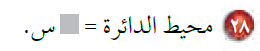 ٢٨ محيط الدائرة = ■ س.